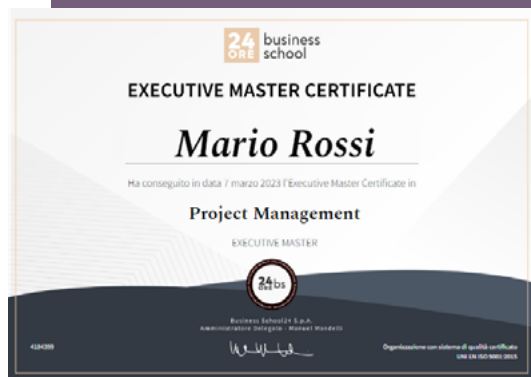 24 ORE business school
EXECUTIVE MASTER CERTIFICATE
Mario Rossi
Ha conseguito in data 7 marzo 2023 l'Executive Master Certificate in
Project Management
EXECUTIVE MASTER
24 ORE bs
Business School24 S.p.A.
Amministratore Delegato - Manuel Mandelli
4184399
Organizzazione con sistema di qualità certificato
UNI EN ISO 9001:2015